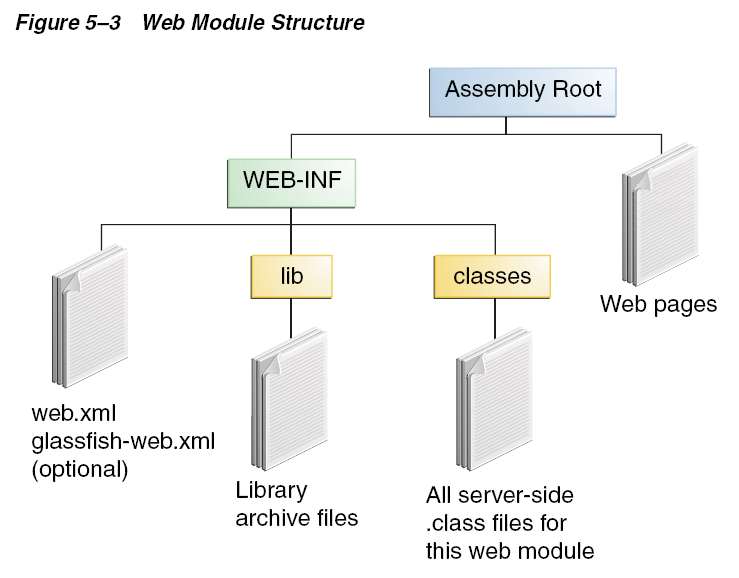 Figure 5–3 Web Module Structure
Assembly Root
WEB-INF
lib
classes
Web pages
web.xml
glassfish-web.xml
(optional)
Library
archive files
All server-side
.class files for
this web module